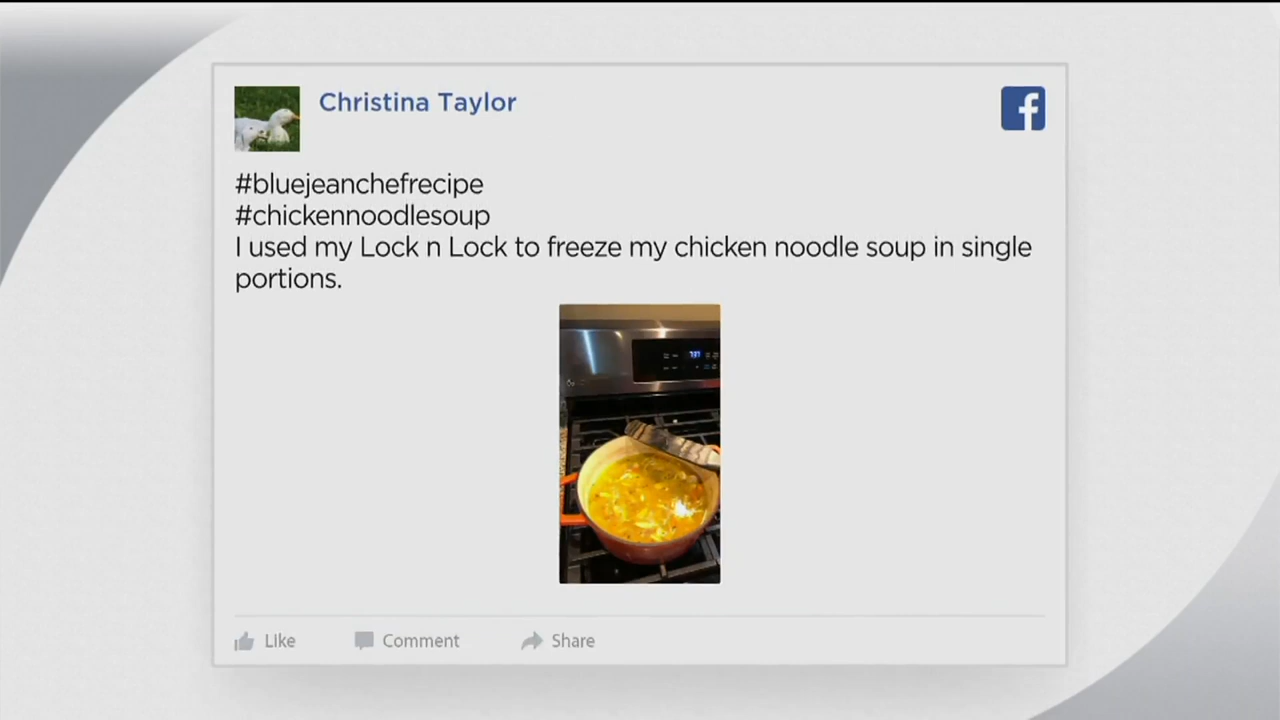 Christina Taylor
#bluejeanchefrecipe
#chickennoodlesoup
I used my Lock n Lock to freeze my chicken noodle soup in single
portions.
Like
Comment
Share